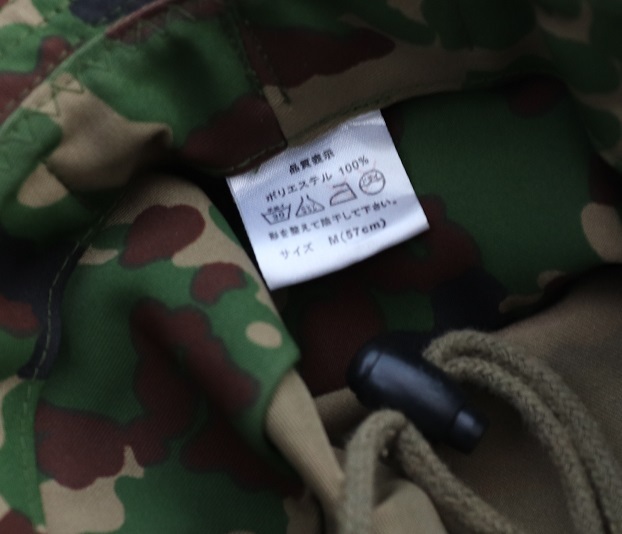 品質表示
ポリエステル 100%
形を整えて陰干して下さい。
サイズ M(57cm)